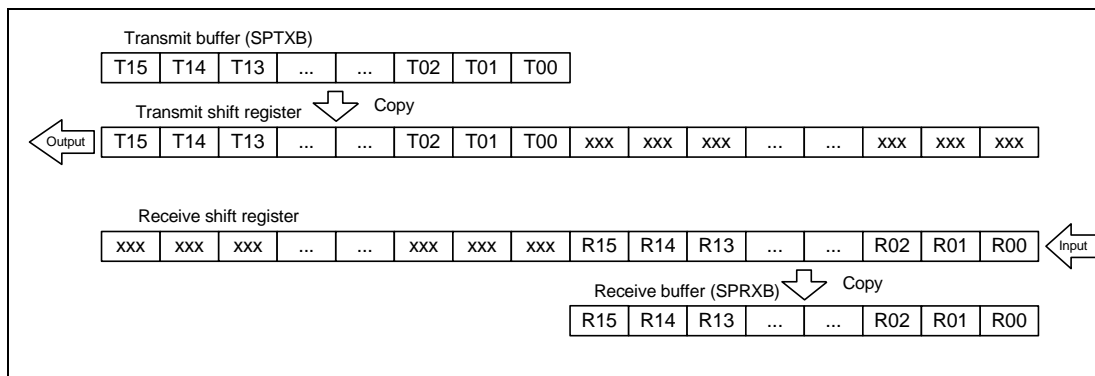 Transmit buffer (SPTXB)
T15 T14 T13 ... ... T02 T01 T00
Copy
Transmit shift register
Output T15 T14 T13 ... ... T02 T01 T00 xxx xxx xxx ... ... xxx xxx xxx
Receive shift register
xxx xxx xxx ... ... xxx xxx xxx R15 R14 R13 ... ... R02 R01 R00 Input
Receive buffer (SPRXB) Copy
R15 R14 R13 ... ... R02 R01 R00